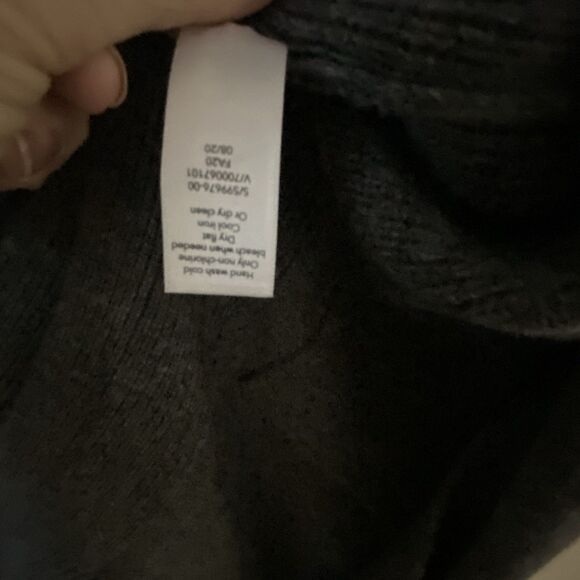 Hand wash cold
Only non-chlorine
bleach when needed
Dry flat
Cool iron
Or dry clean
S/599676-00
V/700067101
FA20
08/20